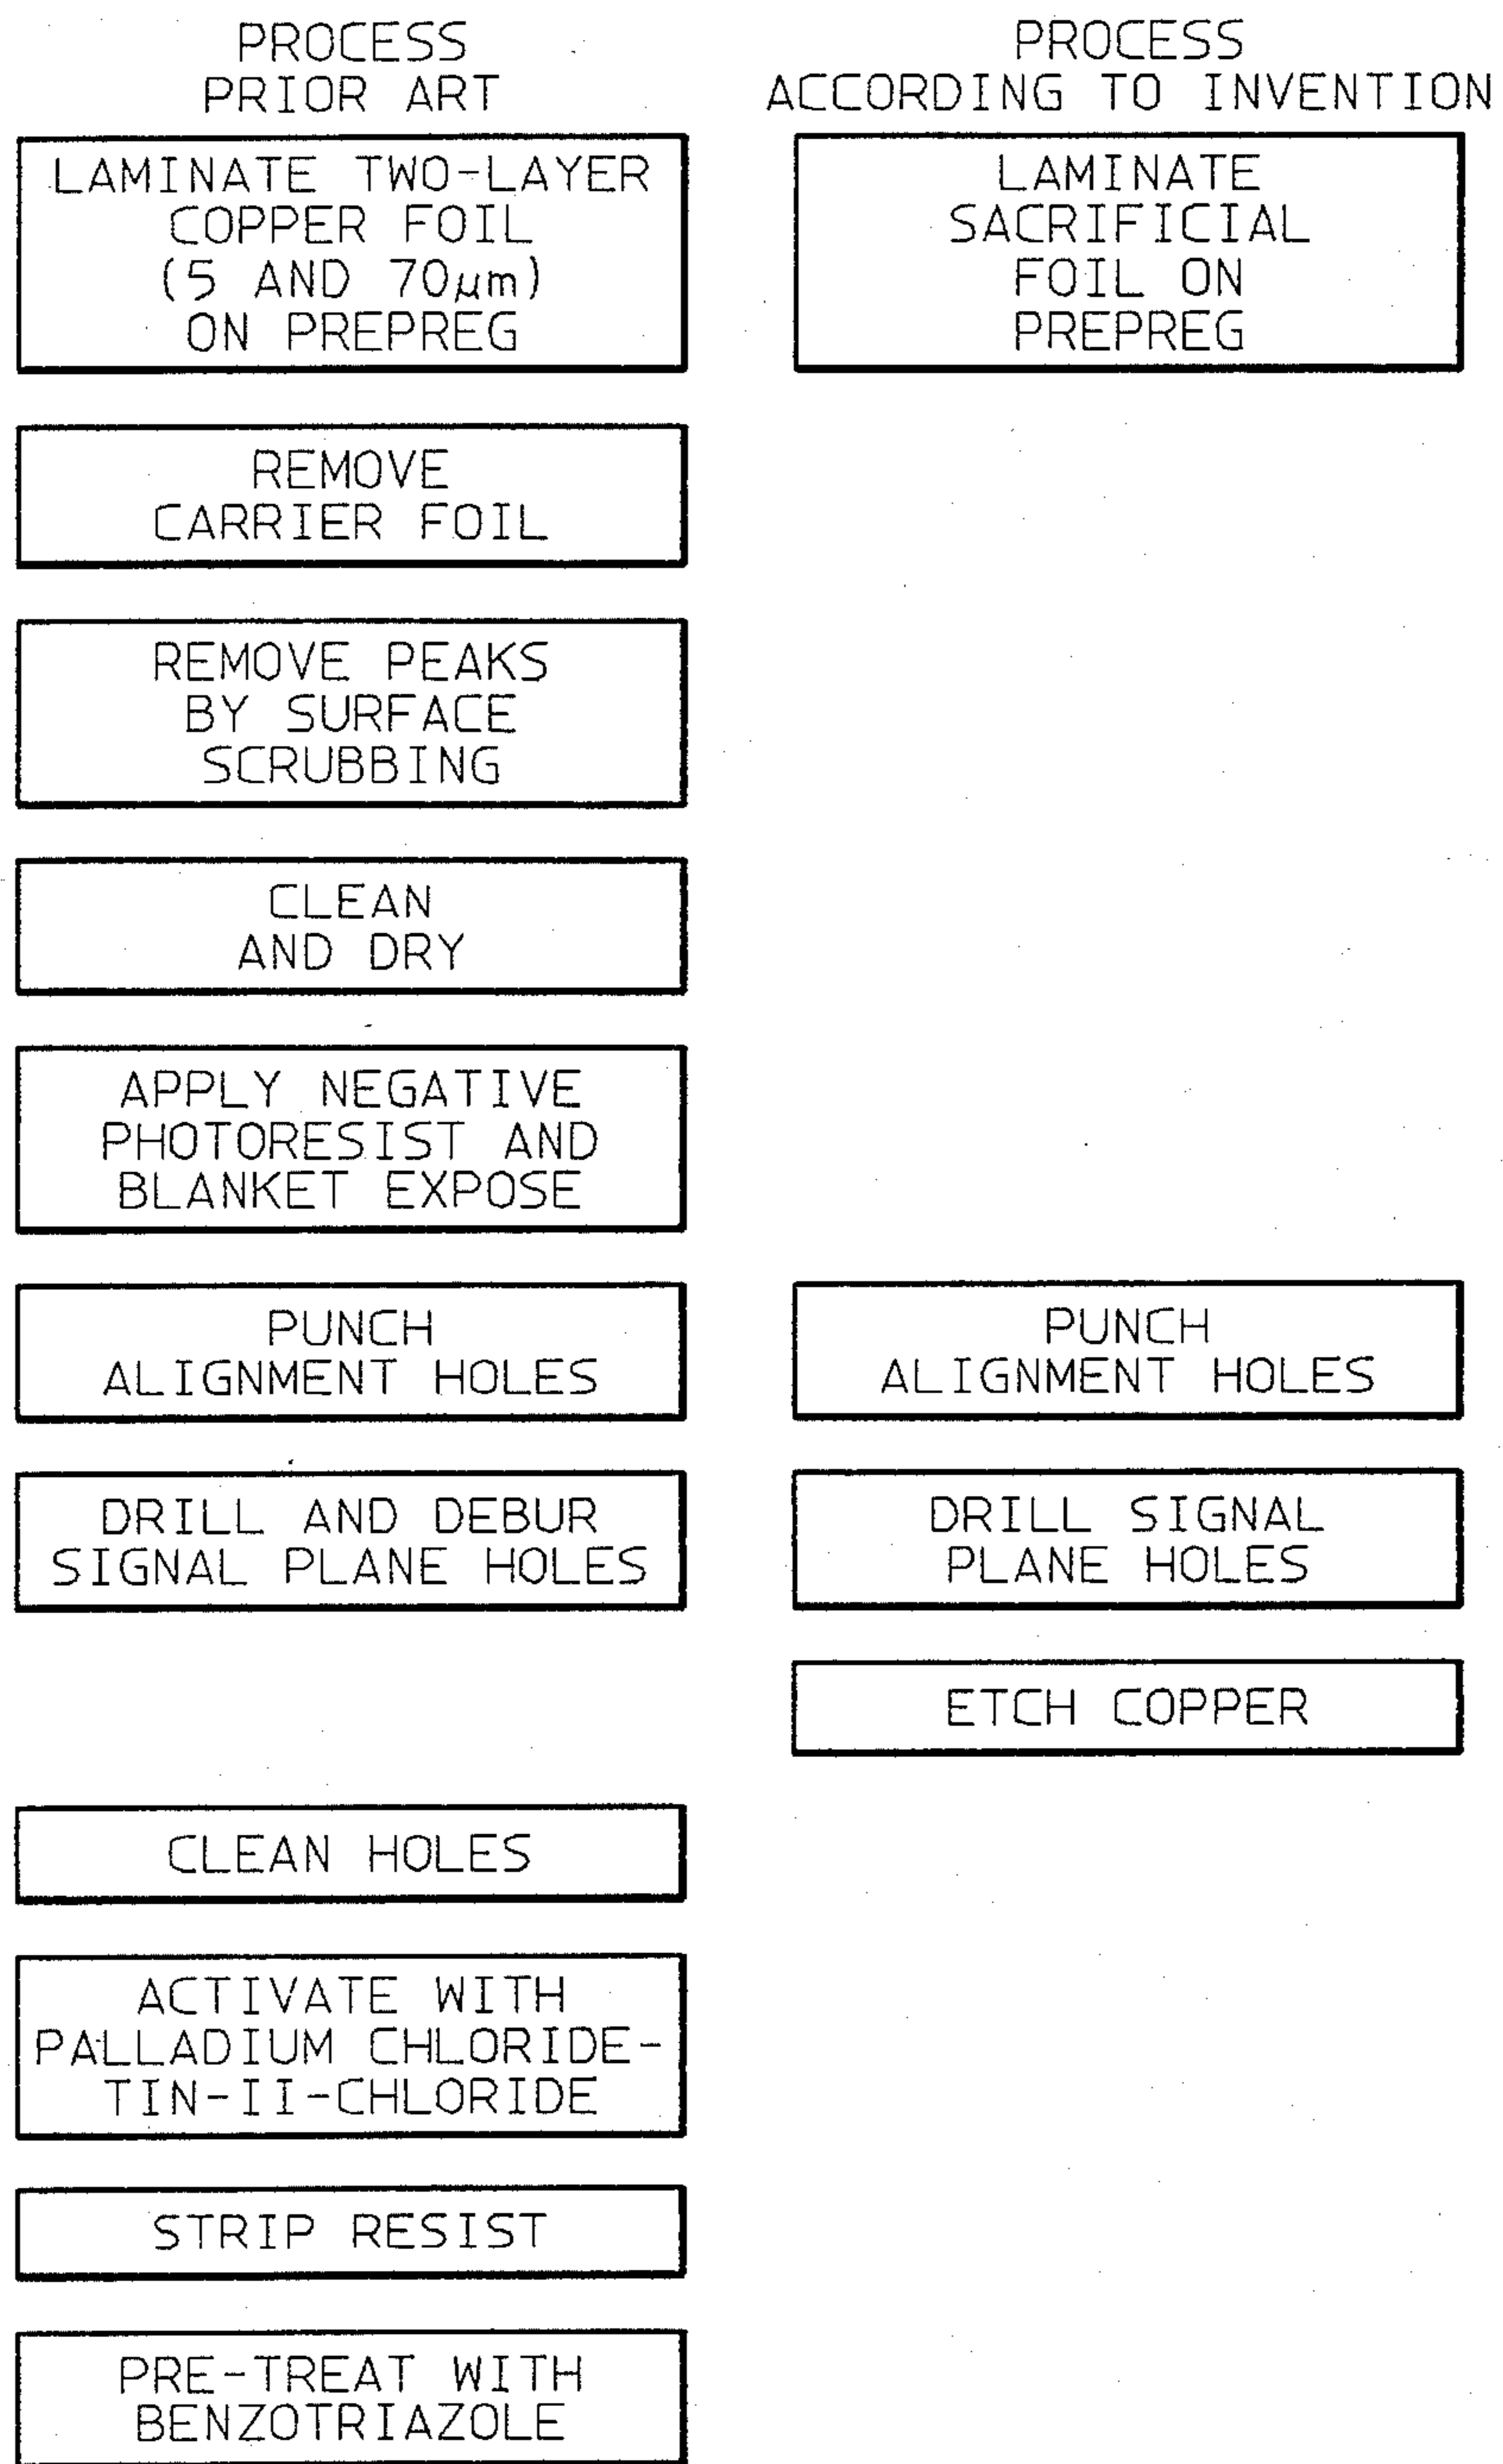 PROCESS
PRIOR ART
LAMINATE TWO-LAYER
COPPER FOIL
(5 AND 70μm)
ON PREPREG
REMOVE
CARRIER FOIL
REMOVE PEAKS
BY SURFACE
SCRUBBING
CLEAN
AND DRY
APPLY NEGATIVE
PHOTORESIST AND
BLANKET EXPOSE
PUNCH
ALIGNMENT HOLES
DRILL AND DEBUR
SIGNAL PLANE HOLES
CLEAN HOLES
ACTIVATE WITH
PALLADIUM CHLORIDE-
TIN-II-CHLORIDE
STRIP RESIST
PRE-TREAT WITH
BENZOTRIAZOLE
PROCESS
ACCORDING TO INVENTION
LAMINATE
SACRIFICIAL
FOIL ON
PREPREG
PUNCH
ALIGNMENT HOLES
DRILL SIGNAL
PLANE HOLES
ETCH COPPER